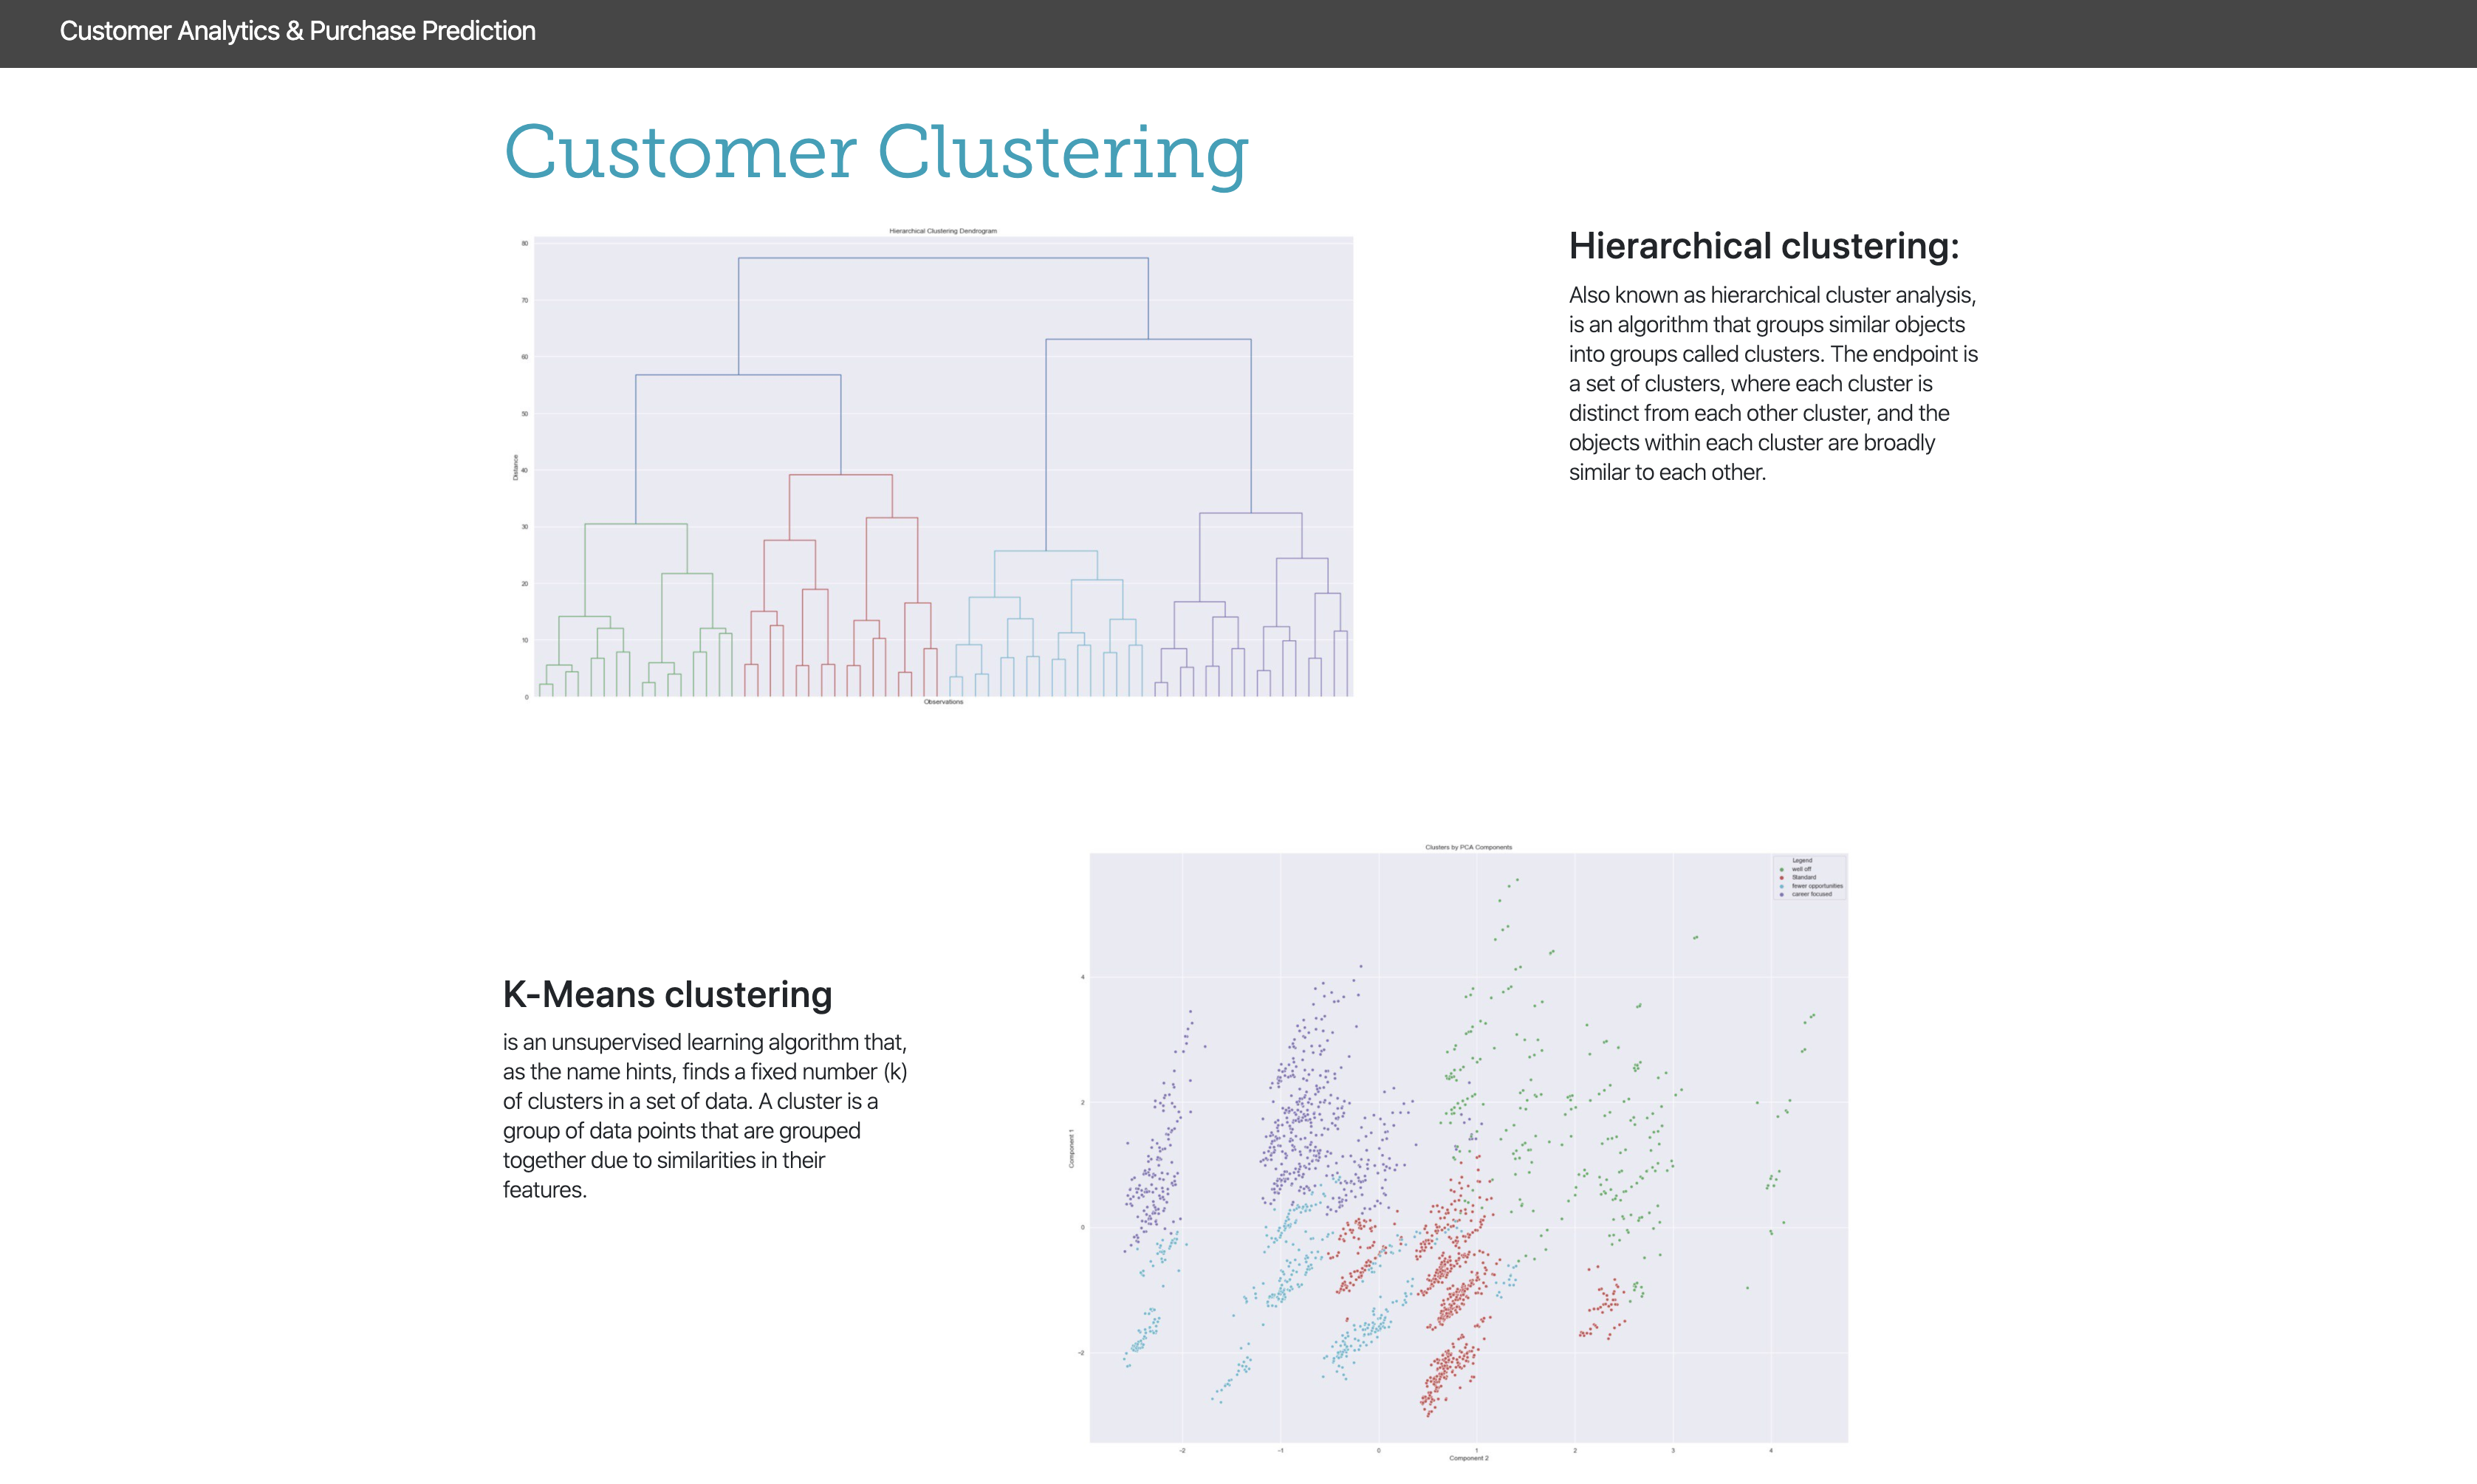 Customer Analytics & Purchase Prediction
Customer Clustering
Hierarchical Clustering Dendrogram
80
70
60
50
40
30
20
10
0
Distance
Observations
Hierarchical clustering:
Also known as hierarchical cluster analysis,
is an algorithm that groups similar objects
into groups called clusters. The endpoint is
a set of clusters, where each cluster is
distinct from each other cluster, and the
objects within each cluster are broadly
similar to each other.
K-Means clustering
is an unsupervised learning algorithm that,
as the name hints, finds a fixed number (k)
of clusters in a set of data. A cluster is a
group of data points that are grouped
together due to similarities in their
features.
Clusters by PCA Components
Legend
well off
Standard
fewer opportunities
career focused
4
2
0
-2
Component 1
-2 -1 0 1 2 3 4
Component 2